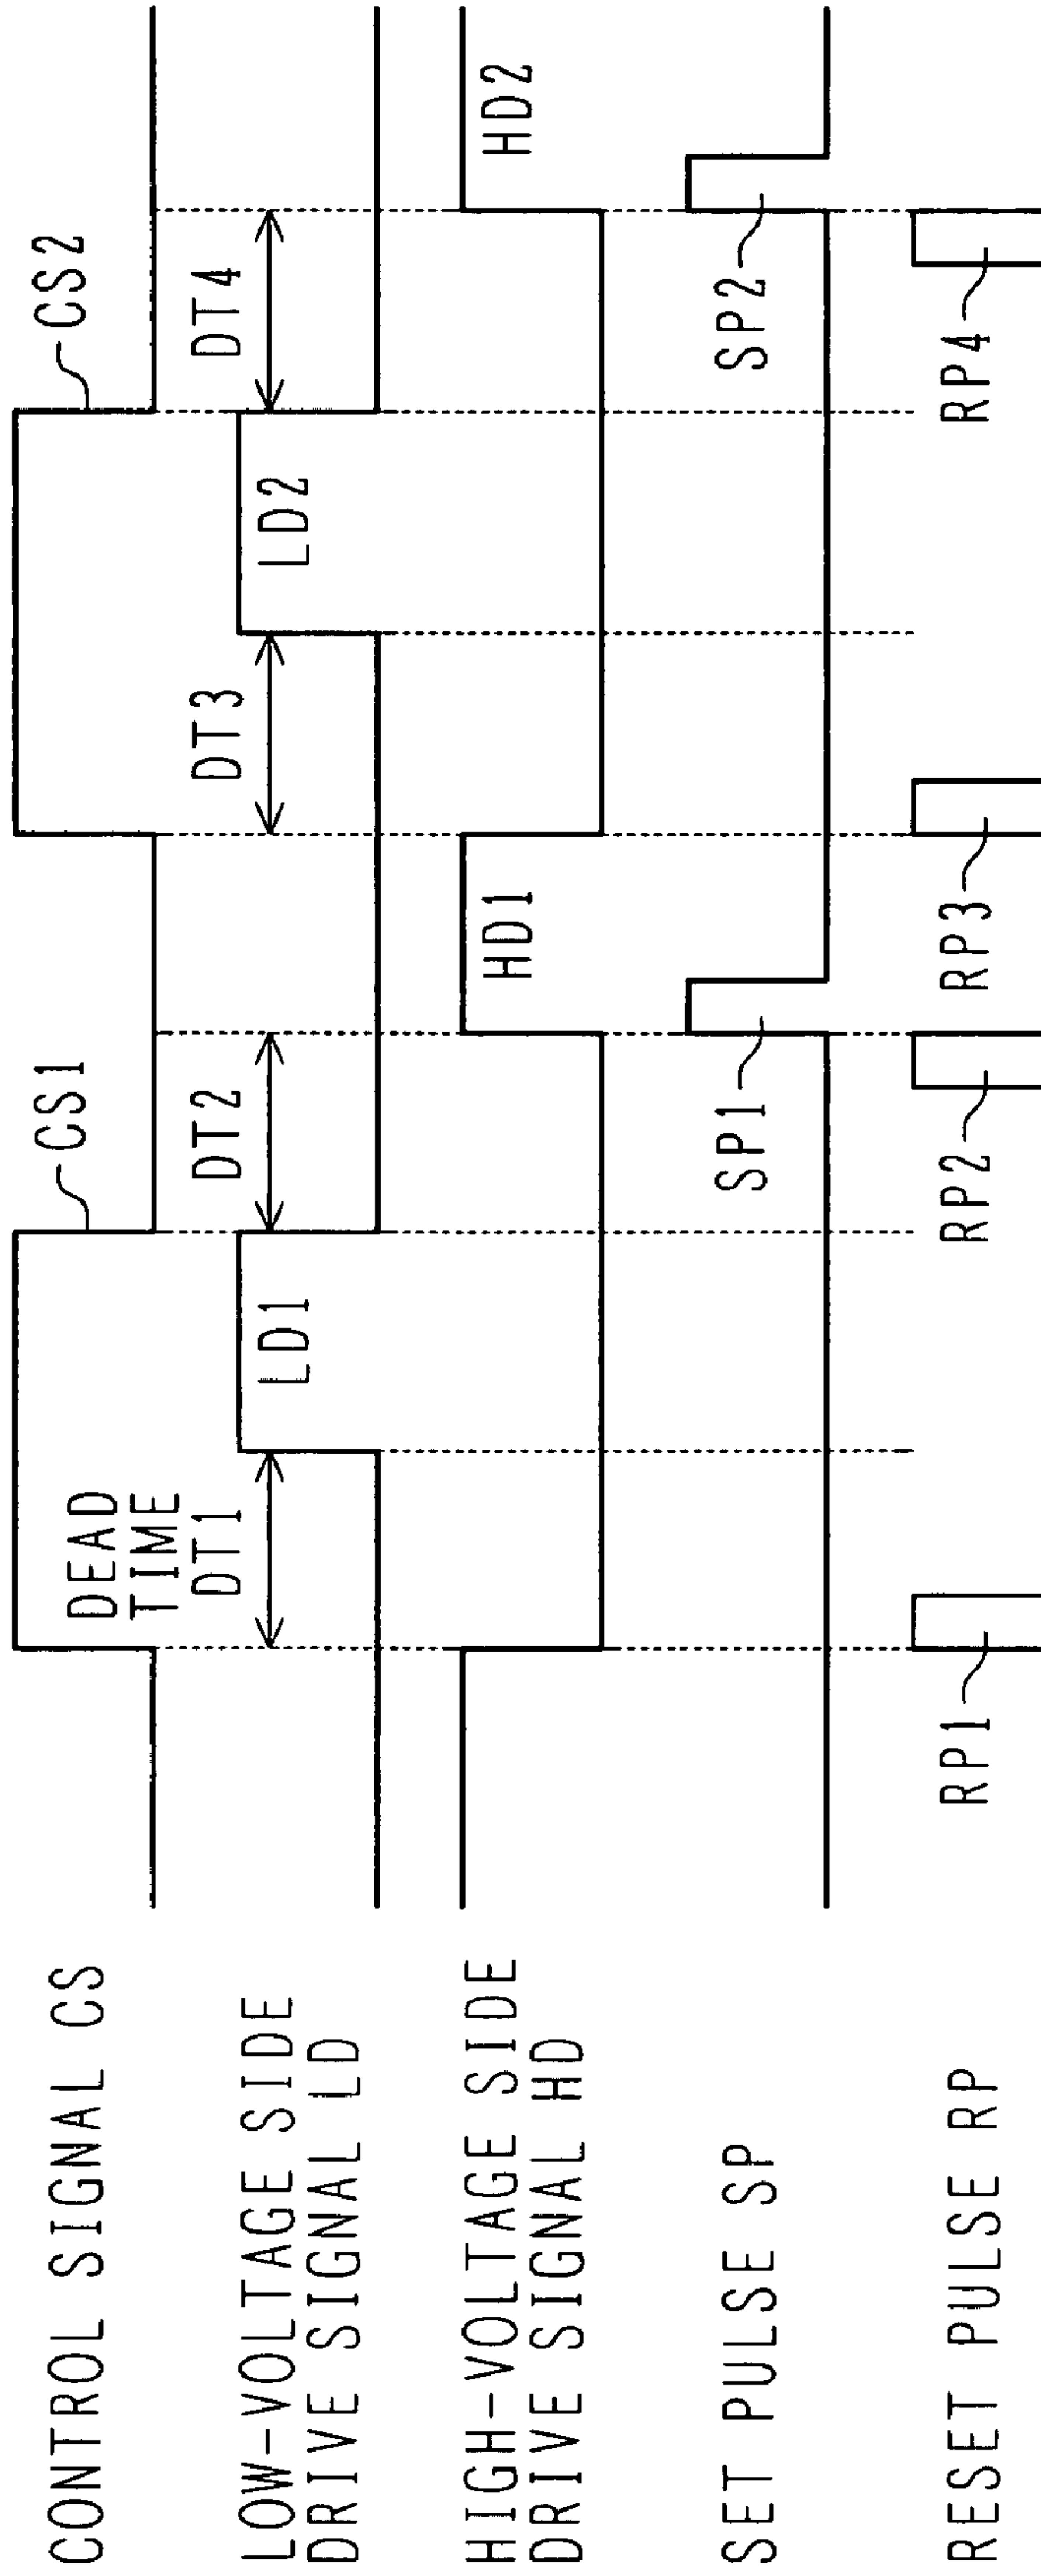 CONTROL SIGNAL CS
CS1
CS2
LOW-VOLTAGE SIDE
DRIVE SIGNAL LD
DEAD
TIME
DT1
LD1
DT2
DT3
LD2
DT4
HIGH-VOLTAGE SIDE
DRIVE SIGNAL HD
HD1
HD2
SET PULSE SP
SP1
SP2
RESET PULSE RP
RP1
RP2
RP3
RP4